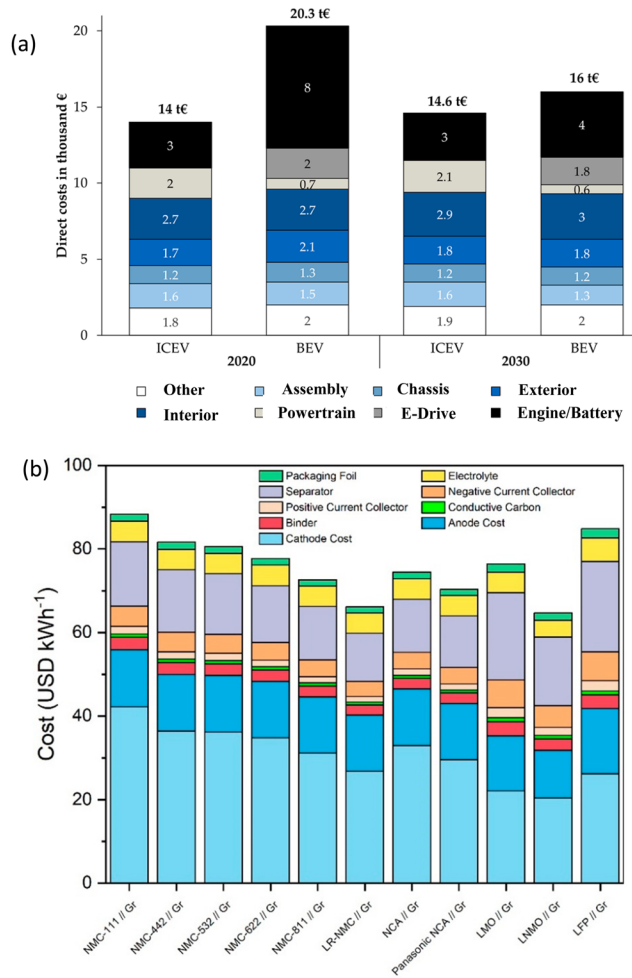 (a)
20.3 t€
14 t€
14.6 t€
16 t€
Direct costs in thousand €
20
15
10
5
0
3
2
2.7
1.7
1.2
1.6
1.8
8
2
0.7
2.7
2.1
1.3
1.5
2
3
2.1
2.9
1.8
1.2
1.6
1.9
4
1.8
0.6
3
1.8
1.2
1.3
2
ICEV BEV ICEV BEV
2020 2030
Other Assembly Chassis Exterior
Interior Powertrain E-Drive Engine/Battery
(b)
Cost (USD kWh-1)
100
80
60
40
20
0
Packaging Foil Electrolyte
Separator Negative Current Collector
Positive Current Collector Conductive Carbon
Binder Anode Cost
Cathode Cost
NMC-111 // Gr
NMC-442 // Gr
NMC-532 // Gr
NMC-622 // Gr
NMC-811 // Gr
LR-NMC // Gr
NCA // Gr
Panasonic NCA // Gr
LMO // Gr
LNMO // Gr
LFP // Gr